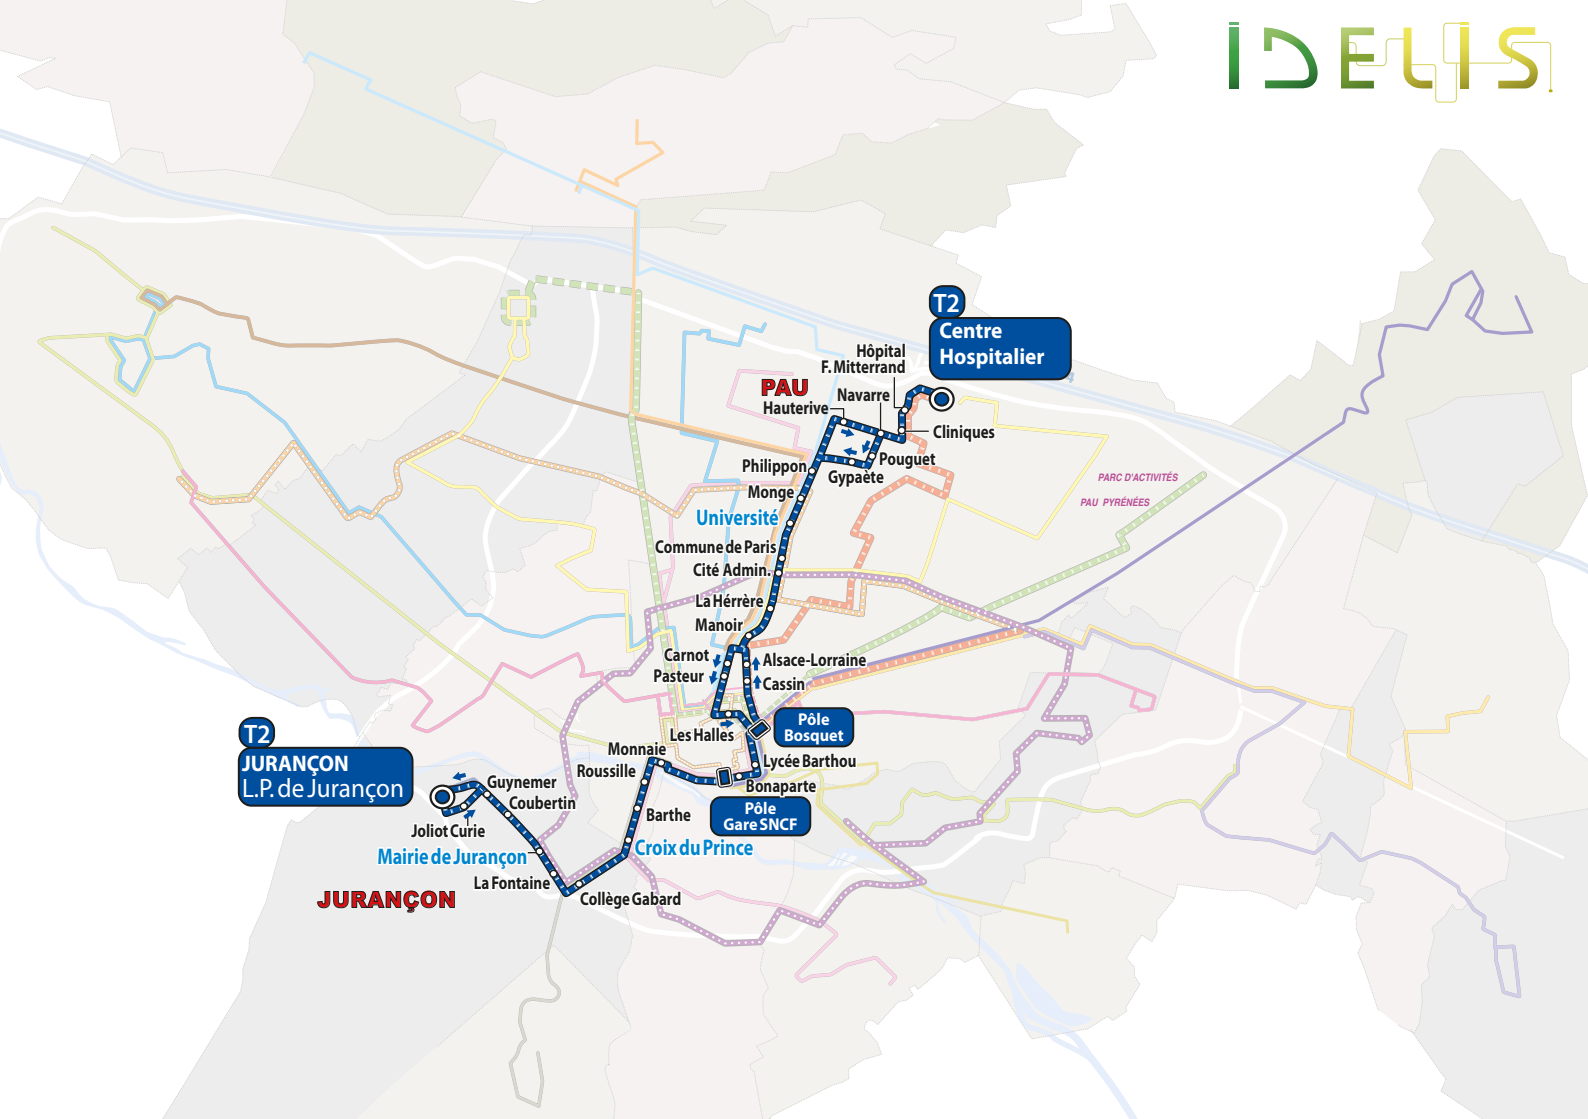 IDELIS
T2
Centre
Hospitalier
Hôpital
F. Mitterrand
PAU
Navarre
Hauterive
Cliniques
Pouguet
Philippon
Gypaète
PARC D'ACTIVITÉS
PAU PYRÉNÉES
Monge
Université
Commune de Paris
Cité Admin.
La Hérrère
Manoir
Carnot
Alsace-Lorraine
Pasteur
Cassin
Pôle
Bosquet
Les Halles
T2
JURANÇON
L.P. de Jurançon
Monnaie
Lycée Barthou
Roussille
Guynemer
Bonaparte
Coubertin
Pôle
Gare SNCF
Barthe
Joliot Curie
Croix du Prince
Mairie de Jurançon
La Fontaine
Collège Gabard
JURANÇON